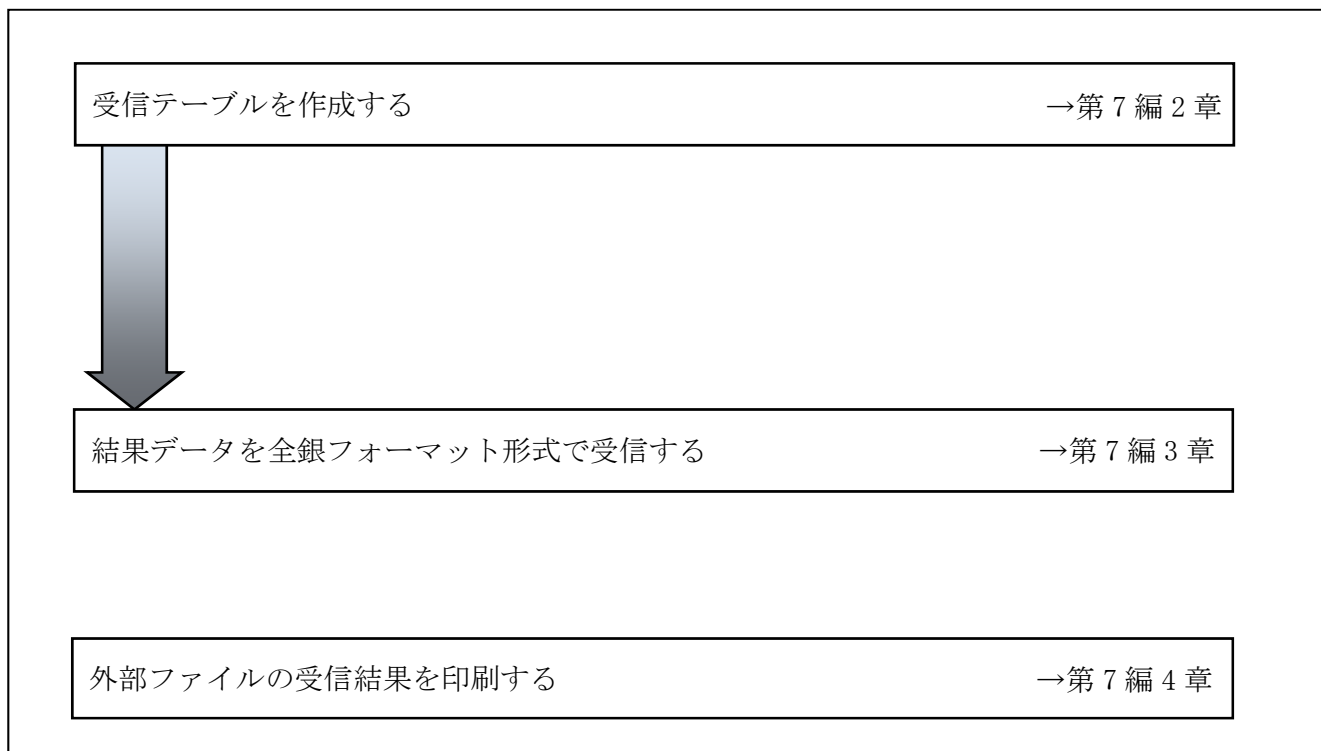 受信テーブルを作成する →第 7 編 2 章
結果データを全銀フォーマット形式で受信する →第 7 編 3 章
外部ファイルの受信結果を印刷する →第 7 編 4 章